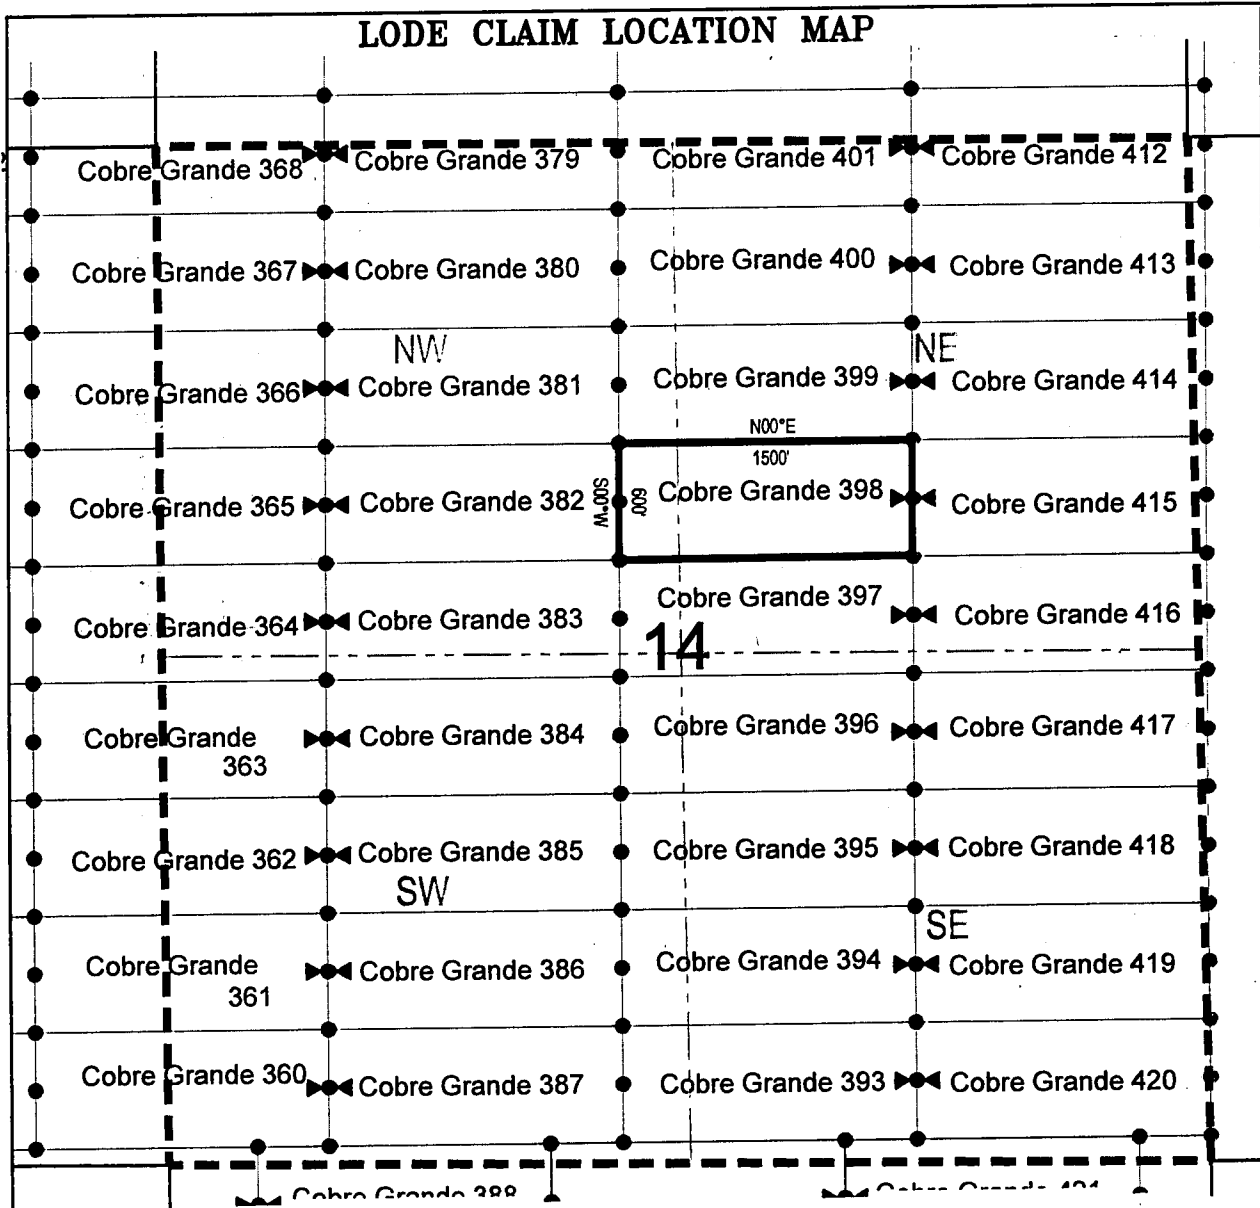 LODE CLAIM LOCATION MAP
Cobre Grande 368
Cobre Grande 379
Cobre Grande 401
Cobre Grande 412
Cobre Grande 367
Cobre Grande 380
Cobre Grande 400
Cobre Grande 413
NW
NE
Cobre Grande 366
Cobre Grande 381
Cobre Grande 399
Cobre Grande 414
N00°E
1500'
Cobre Grande 365
Cobre Grande 382
S00°W
600'
Cobre Grande 398
Cobre Grande 415
Cobre Grande 364
Cobre Grande 383
Cobre Grande 397
Cobre Grande 416
14
Cobre Grande
363
Cobre Grande 384
Cobre Grande 396
Cobre Grande 417
Cobre Grande 362
Cobre Grande 385
Cobre Grande 395
Cobre Grande 418
SW
SE
Cobre Grande
361
Cobre Grande 386
Cobre Grande 394
Cobre Grande 419
Cobre Grande 360
Cobre Grande 387
Cobre Grande 393
Cobre Grande 420
Cobre Grande 388
Cobre Grande 421